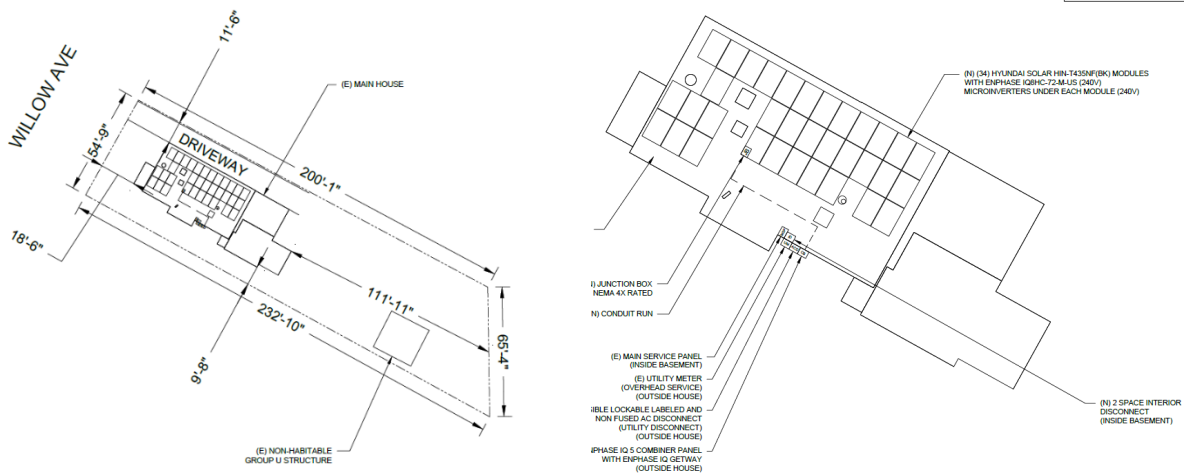 WILLOW AVE
11'-6"
(E) MAIN HOUSE
54'-9"
DRIVEWAY
200'-1"
18'-6"
111'-11"
232'-10"
65'-4"
9'-8"
(E) NON-HABITABLE
GROUP U STRUCTURE
(N) (34) HYUNDAI SOLAR HIN-T435NF(BK) MODULES
WITH ENPHASE IQ8HC-72-M-US (240V)
MICROINVERTERS UNDER EACH MODULE (240V)
JB
) JUNCTION BOX
NEMA 4X RATED
N) CONDUIT RUN
(E) MAIN SERVICE PANEL
(INSIDE BASEMENT)
(E) UTILITY METER
(OVERHEAD SERVICE)
(OUTSIDE HOUSE)
SIBLE LOCKABLE LABELED AND
NON FUSED AC DISCONNECT
(UTILITY DISCONNECT)
(OUTSIDE HOUSE)
NPHASE IQ 5 COMBINER PANEL
WITH ENPHASE IQ GETWAY
(OUTSIDE HOUSE)
(N) 2 SPACE INTERIOR
DISCONNECT
(INSIDE BASEMENT)